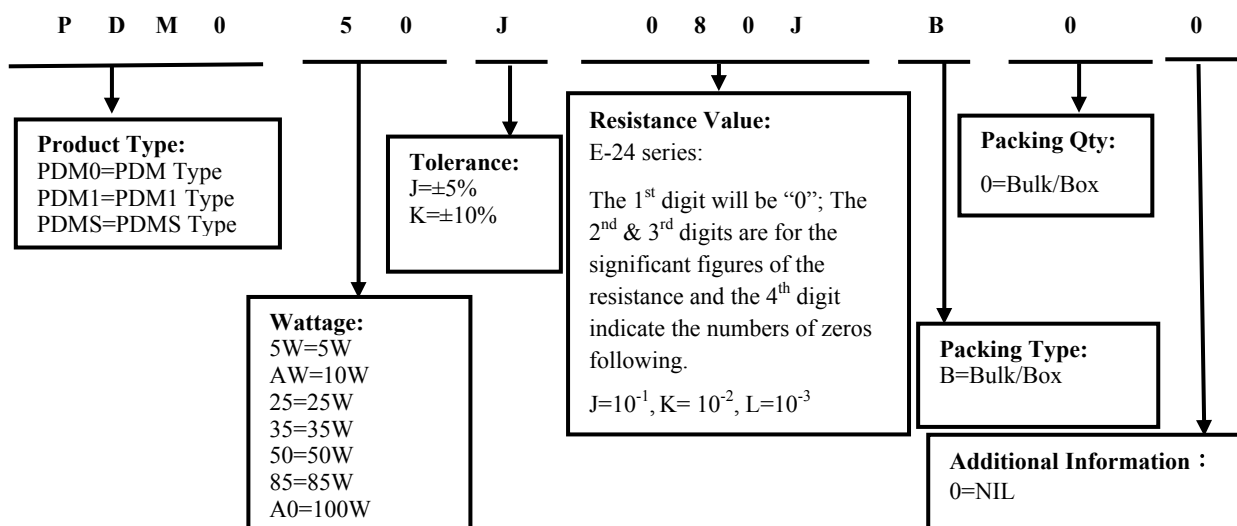 P D M 0 5 0 J 0 8 0 J B 0 0
Product Type:
PDM0=PDM Type
PDM1=PDM1 Type
PDMS=PDMS Type
Wattage:
5W=5W
AW=10W
25=25W
35=35W
50=50W
85=85W
A0=100W
Tolerance:
J=±5%
K=±10%
Resistance Value:
E-24 series:
The 1st digit will be “0”; The
2nd & 3rd digits are for the
significant figures of the
resistance and the 4th digit
indicate the numbers of zeros
following.
J=10-1, K= 10-2, L=10-3
Packing Type:
B=Bulk/Box
Packing Qty:
0=Bulk/Box
Additional Information：
0=NIL